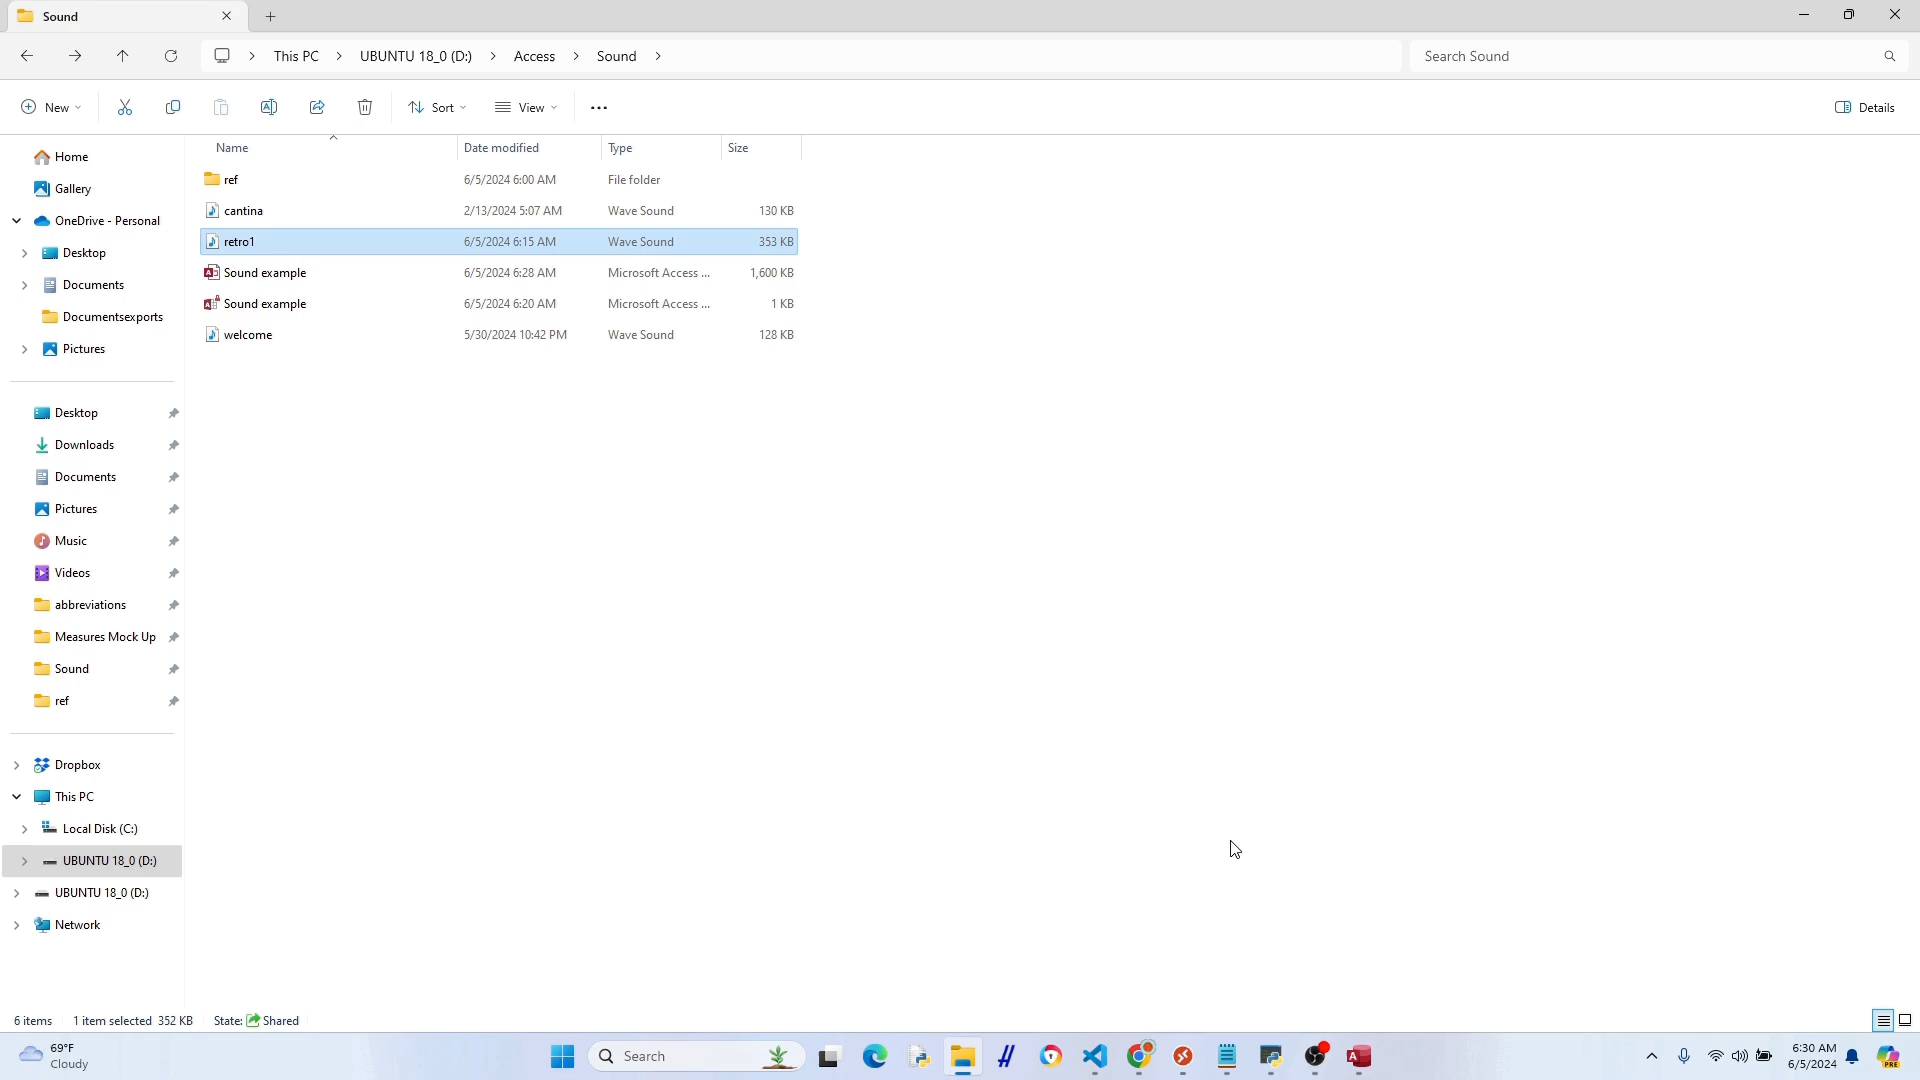 Sound
This PC
UBUNTU 18_0 (D:)
Access
Sound
Search Sound
New
Sort
View
Details
Name
Date modified
Type
Size
Home
Gallery
OneDrive - Personal
Desktop
Documents
Documentsexports
Pictures
ref 6/5/2024 6:00 AM File folder
cantina 2/13/2024 5:07 AM Wave Sound 130 KB
retro1 6/5/2024 6:15 AM Wave Sound 353 KB
Sound example 6/5/2024 6:28 AM Microsoft Access ... 1,600 KB
Sound example 6/5/2024 6:20 AM Microsoft Access ... 1 KB
welcome 5/30/2024 10:42 PM Wave Sound 128 KB
Desktop
Downloads
Documents
Pictures
Music
Videos
abbreviations
Measures Mock Up
Sound
ref
Dropbox
This PC
Local Disk (C:)
UBUNTU 18_0 (D:)
UBUNTU 18_0 (D:)
Network
6 items 1 item selected 352 KB State: Shared
69°F
Cloudy
Search
6:30 AM
6/5/2024
PRE